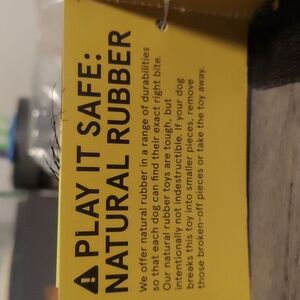 ⚠ PLAY IT SAFE:
NATURAL RUBBER
We offer natural rubber in a range of durabilities
so that each dog can find their exact right bite.
Our natural rubber toys are tough, but
intentionally not indestructible. If your dog
breaks this toy into smaller pieces, remove
those broken-off pieces or take the toy away.